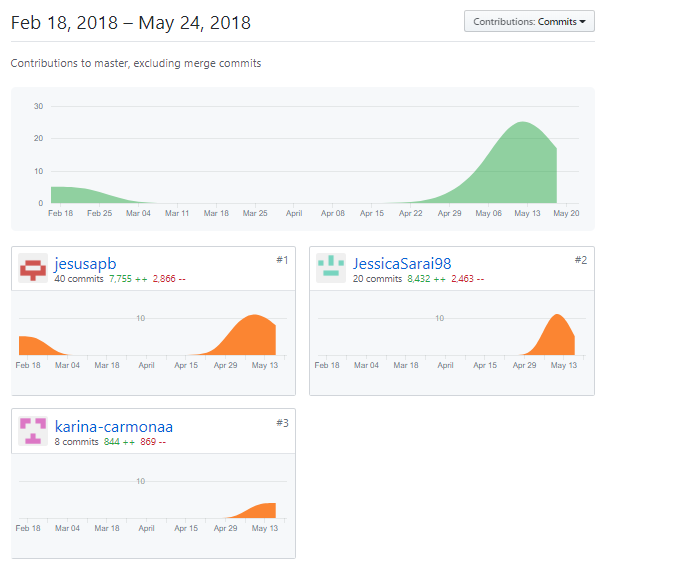 Feb 18, 2018 – May 24, 2018
Contributions: Commits
Contributions to master, excluding merge commits
30
20
10
0
Feb 18 Feb 25 Mar 04 Mar 11 Mar 18 Mar 25 April Apr 08 Apr 15 Apr 22 Apr 29 May 06 May 13 May 20
jesusapb #1
40 commits 7,755 ++ 2,866 --
10
Feb 18 Mar 04 Mar 18 April Apr 15 Apr 29 May 13
JessicaSarai98 #2
20 commits 8,432 ++ 2,463 --
10
Feb 18 Mar 04 Mar 18 April Apr 15 Apr 29 May 13
karina-carmonaa #3
8 commits 844 ++ 869 --
10
Feb 18 Mar 04 Mar 18 April Apr 15 Apr 29 May 13